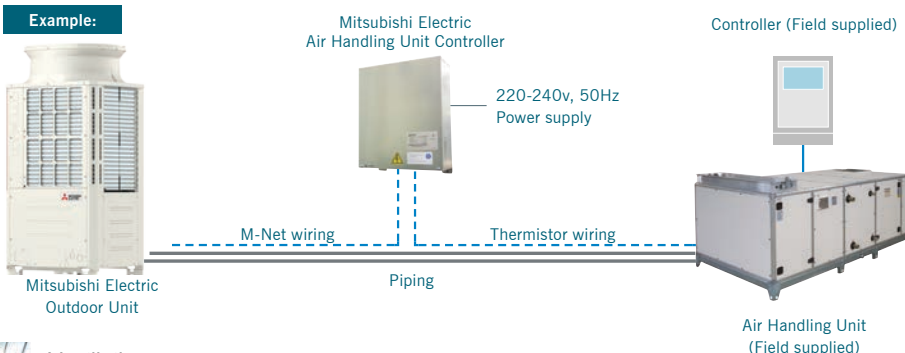 Example:
Mitsubishi Electric
Air Handling Unit Controller
Controller (Field supplied)
220-240v, 50Hz
Power supply
M-Net wiring
Thermistor wiring
Piping
Mitsubishi Electric
Outdoor Unit
Air Handling Unit
(Field supplied)